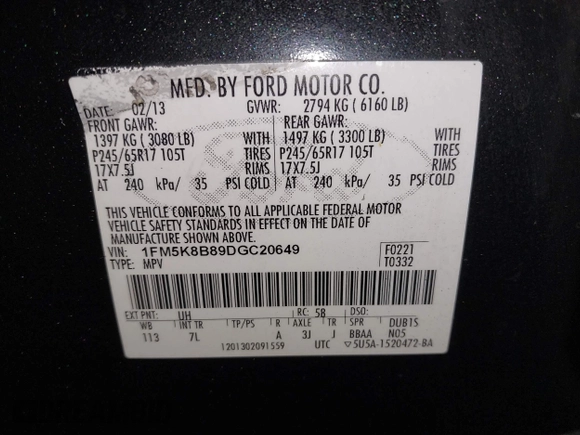 MFD. BY FORD MOTOR CO.
DATE: 02/13 GVWR: 2794 KG ( 6160 LB)
FRONT GAWR: REAR GAWR:
1397 KG ( 3080 LB) WITH 1497 KG ( 3300 LB) WITH
P245/65R17 105T TIRES P245/65R17 105T TIRES
17X7.5J RIMS 17X7.5J RIMS
AT 240 kPa/ 35 PSI COLD AT 240 kPa/ 35 PSI COLD
THIS VEHICLE CONFORMS TO ALL APPLICABLE FEDERAL MOTOR
VEHICLE SAFETY STANDARDS IN EFFECT ON THE DATE OF
MANUFACTURE SHOWN ABOVE.
VIN: 1FM5K8B89DGC20649 F0221
TYPE: MPV T0332
EXT PNT: UH RC: 58 DSO:
WB INT TR TP/PS R AXLE TR SPR DUB1S
113 7L A 3J J BBAA N05
1201302091559 UTC ▽5U5A-1520472-BA